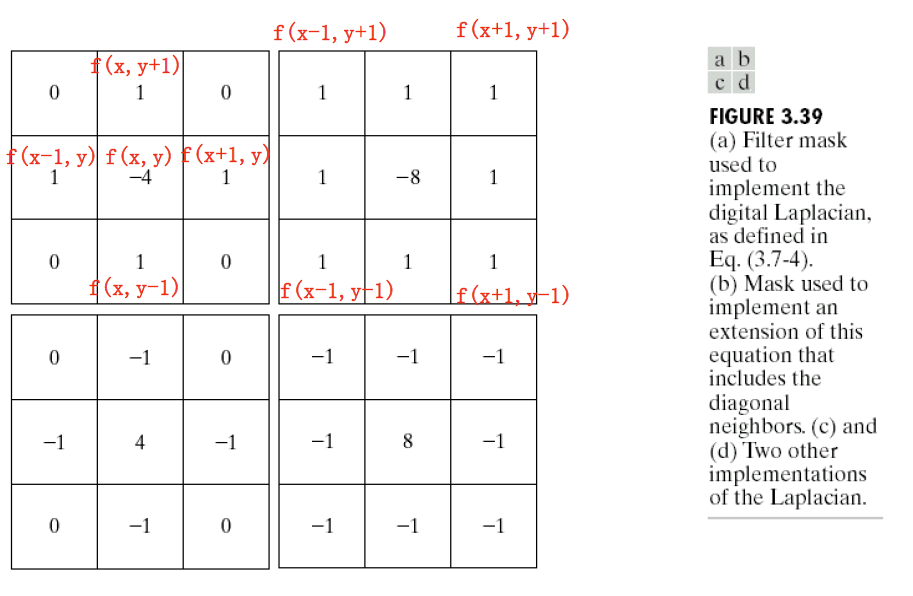 f(x-1, y+1) f(x+1, y+1)
f(x, y+1)
0 1 0 1 1 1
f(x-1, y) f(x, y) f(x+1, y)
1 −4 1 1 −8 1
0 1 0 1 1 1
f(x, y-1) f(x-1, y-1) f(x+1, y-1)
0 −1 0 −1 −1 −1
−1 4 −1 −1 8 −1
0 −1 0 −1 −1 −1
a b
c d
FIGURE 3.39
(a) Filter mask
used to
implement the
digital Laplacian,
as defined in
Eq. (3.7-4).
(b) Mask used to
implement an
extension of this
equation that
includes the
diagonal
neighbors. (c) and
(d) Two other
implementations
of the Laplacian.